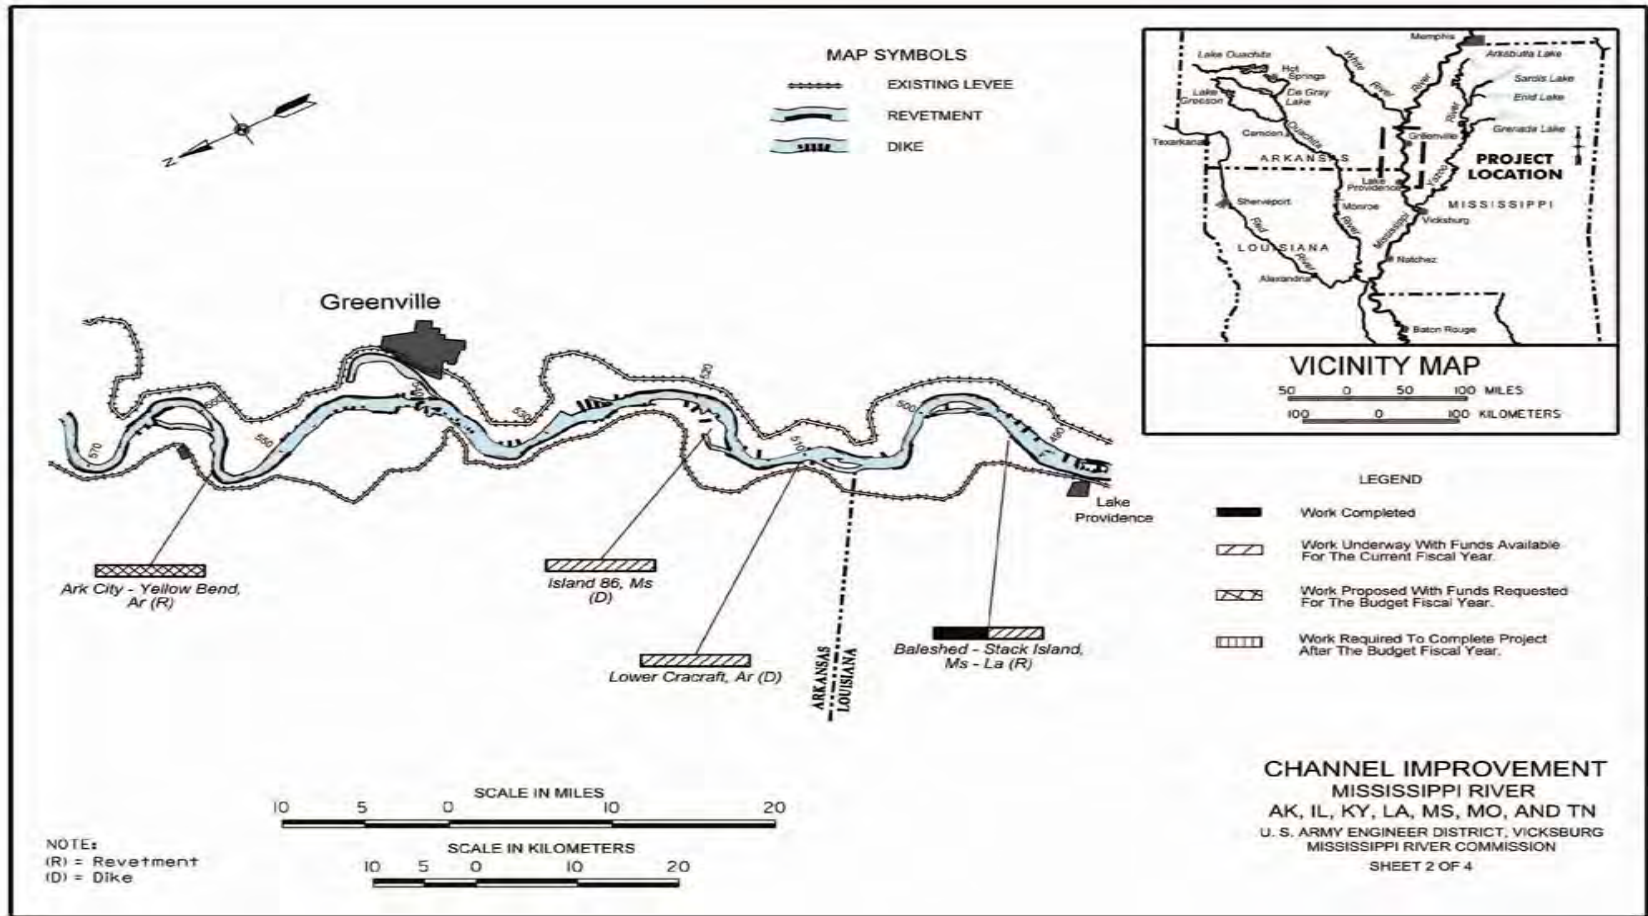 MAP SYMBOLS
EXISTING LEVEE
REVETMENT
DIKE
N
Greenville
570
550
530
520
510
500
490
Lake
Providence
Ark City - Yellow Bend,
Ar (R)
Island 86, Ms
(D)
Lower Cracraft, Ar (D)
ARKANSAS
LOUISIANA
Baleshed - Stack Island,
Ms - La (R)
Memphis
Lake Ouachita
Hot
Springs
White
River
River
Arkabutla Lake
Sardis Lake
Enid Lake
Grenada Lake
Lake
Greeson
De Gray
Lake
River
Camden
Ouachita
Greenville
Texarkana
ARKANSAS
PROJECT
LOCATION
Lake
Providence
Yazoo
Sherveport
Monroe
MISSISSIPPI
Vicksburg
Red
River
River
Mississippi
LOUISIANA
Natchez
Alexandria
Baton Rouge
VICINITY MAP
50 0 50 100 MILES
100 0 100 KILOMETERS
LEGEND
Work Completed
Work Underway With Funds Available
For The Current Fiscal Year.
Work Proposed With Funds Requested
For The Budget Fiscal Year.
Work Required To Complete Project
After The Budget Fiscal Year.
SCALE IN MILES
10 5 0 10 20
SCALE IN KILOMETERS
10 5 0 10 20
NOTE:
(R) = Revetment
(D) = Dike
CHANNEL IMPROVEMENT
MISSISSIPPI RIVER
AK, IL, KY, LA, MS, MO, AND TN
U. S. ARMY ENGINEER DISTRICT, VICKSBURG
MISSISSIPPI RIVER COMMISSION
SHEET 2 OF 4